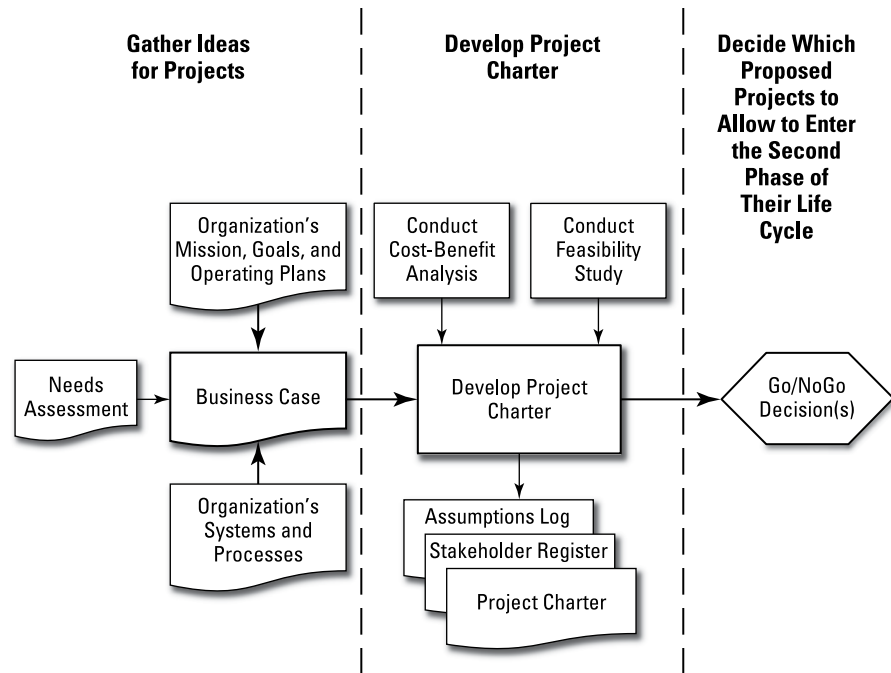 Gather Ideas
for Projects
Develop Project
Charter
Decide Which
Proposed
Projects to
Allow to Enter
the Second
Phase of
Their Life
Cycle
Organization’s
Mission, Goals, and
Operating Plans
Conduct
Cost-Benefit
Analysis
Conduct
Feasibility
Study
Needs
Assessment
Business Case
Develop Project
Charter
Go/NoGo
Decision(s)
Organization’s
Systems and
Processes
Assumptions Log
Stakeholder Register
Project Charter